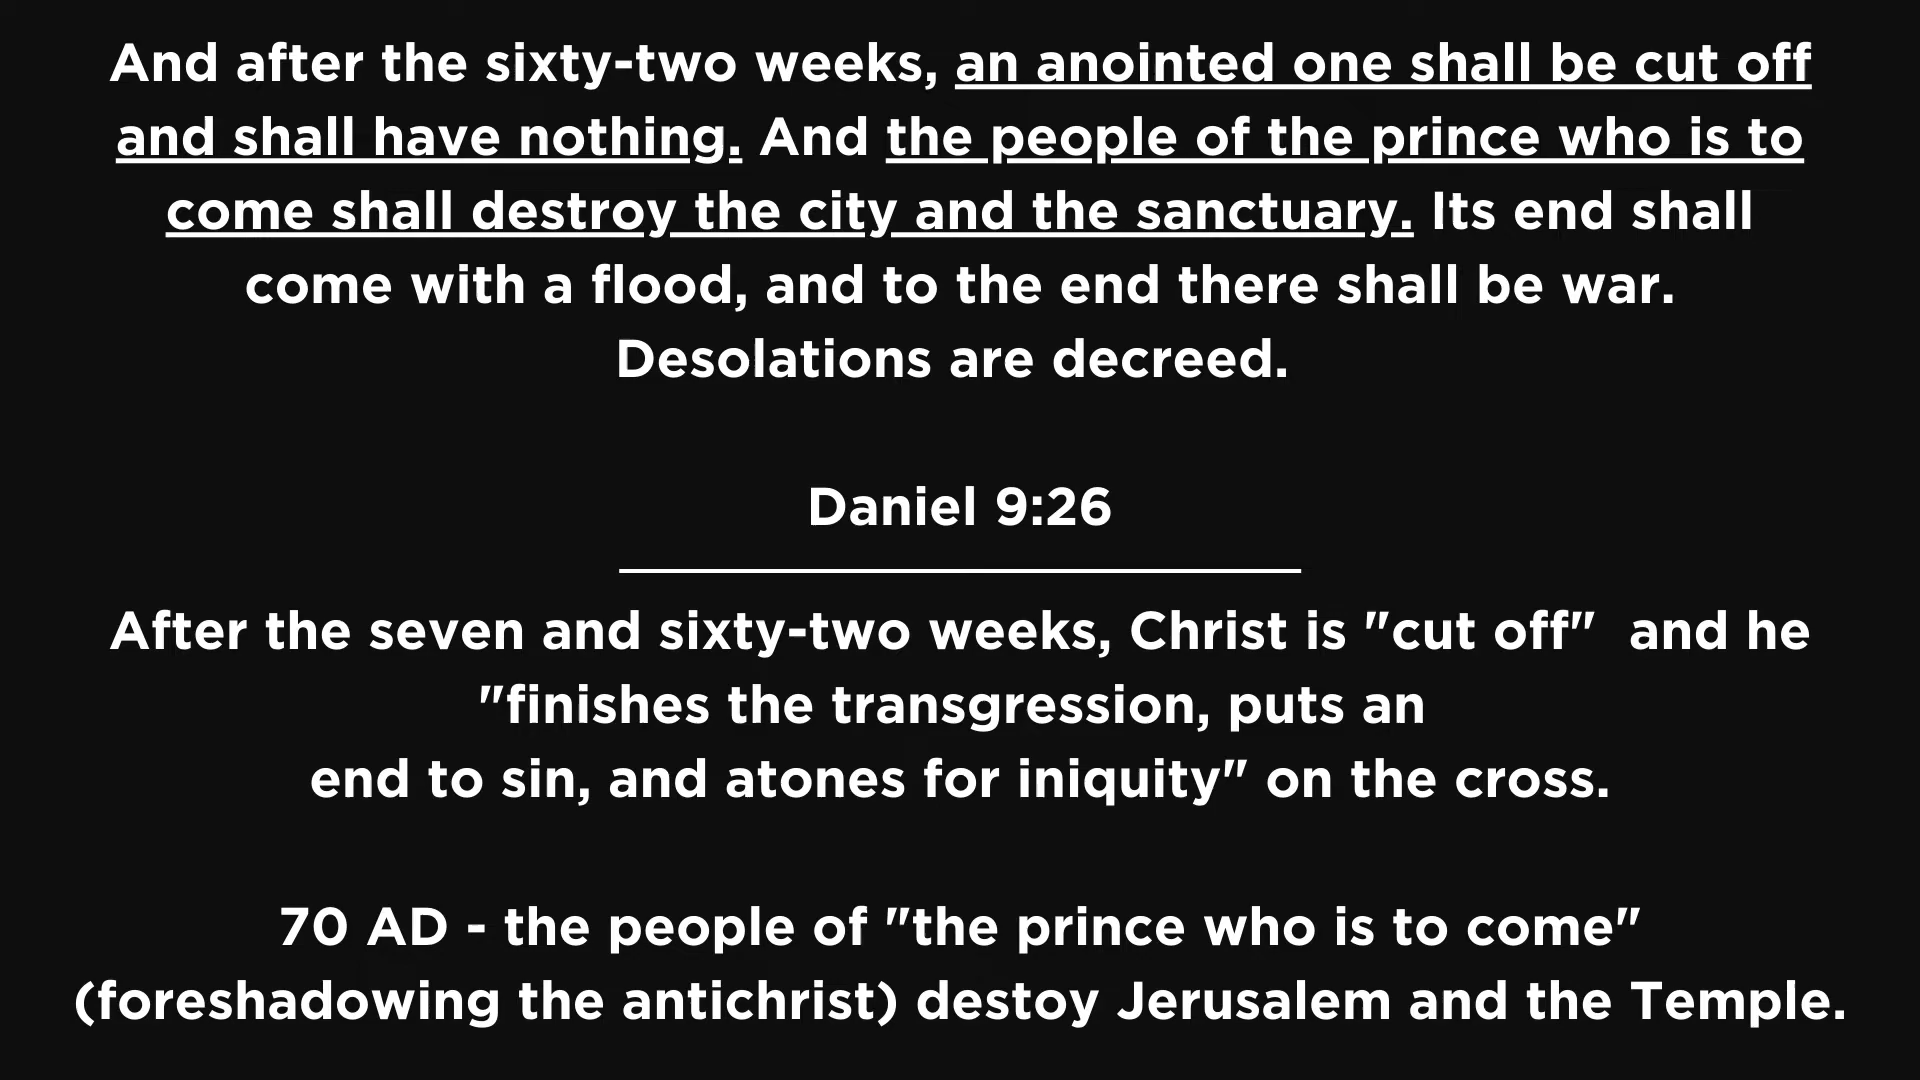 And after the sixty-two weeks, an anointed one shall be cut off
and shall have nothing. And the people of the prince who is to
come shall destroy the city and the sanctuary. Its end shall
come with a flood, and to the end there shall be war.
Desolations are decreed.
Daniel 9:26
After the seven and sixty-two weeks, Christ is "cut off"  and he
"finishes the transgression, puts an
end to sin, and atones for iniquity" on the cross.
70 AD - the people of "the prince who is to come"
(foreshadowing the antichrist) destoy Jerusalem and the Temple.